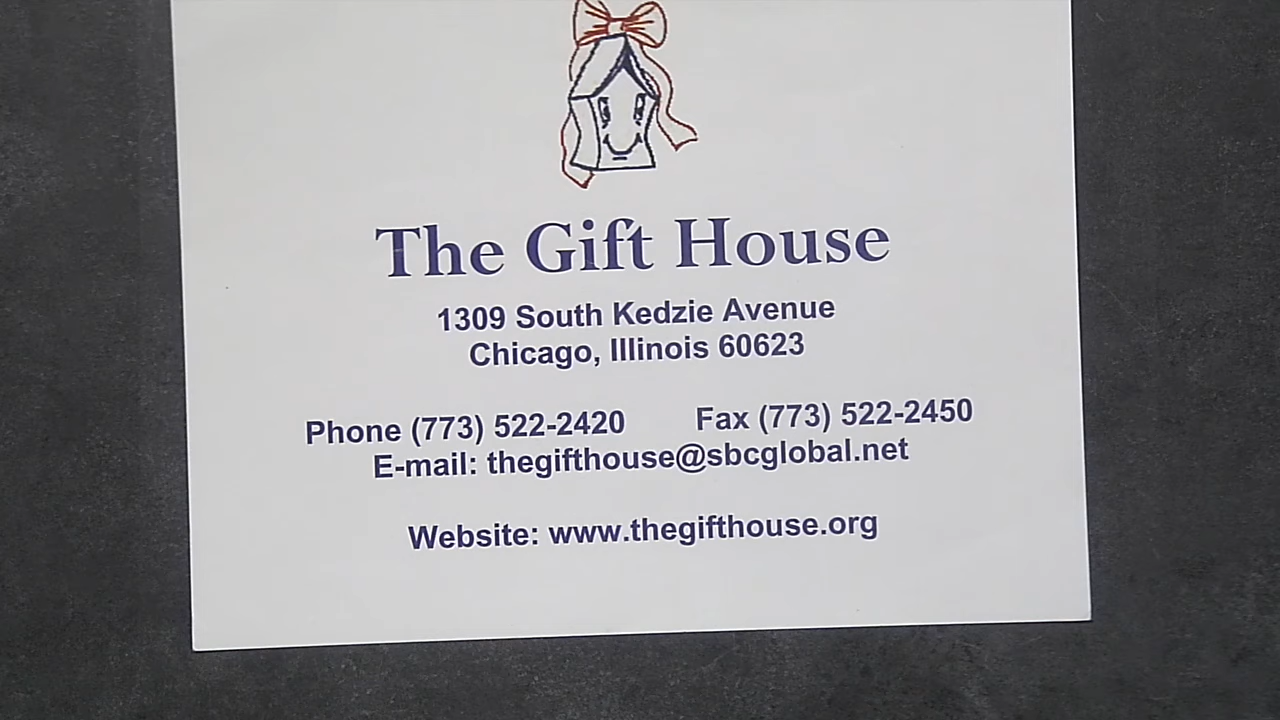 The Gift House
1309 South Kedzie Avenue
Chicago, Illinois 60623
Phone (773) 522-2420 Fax (773) 522-2450
E-mail: thegifthouse@sbcglobal.net
Website: www.thegifthouse.org